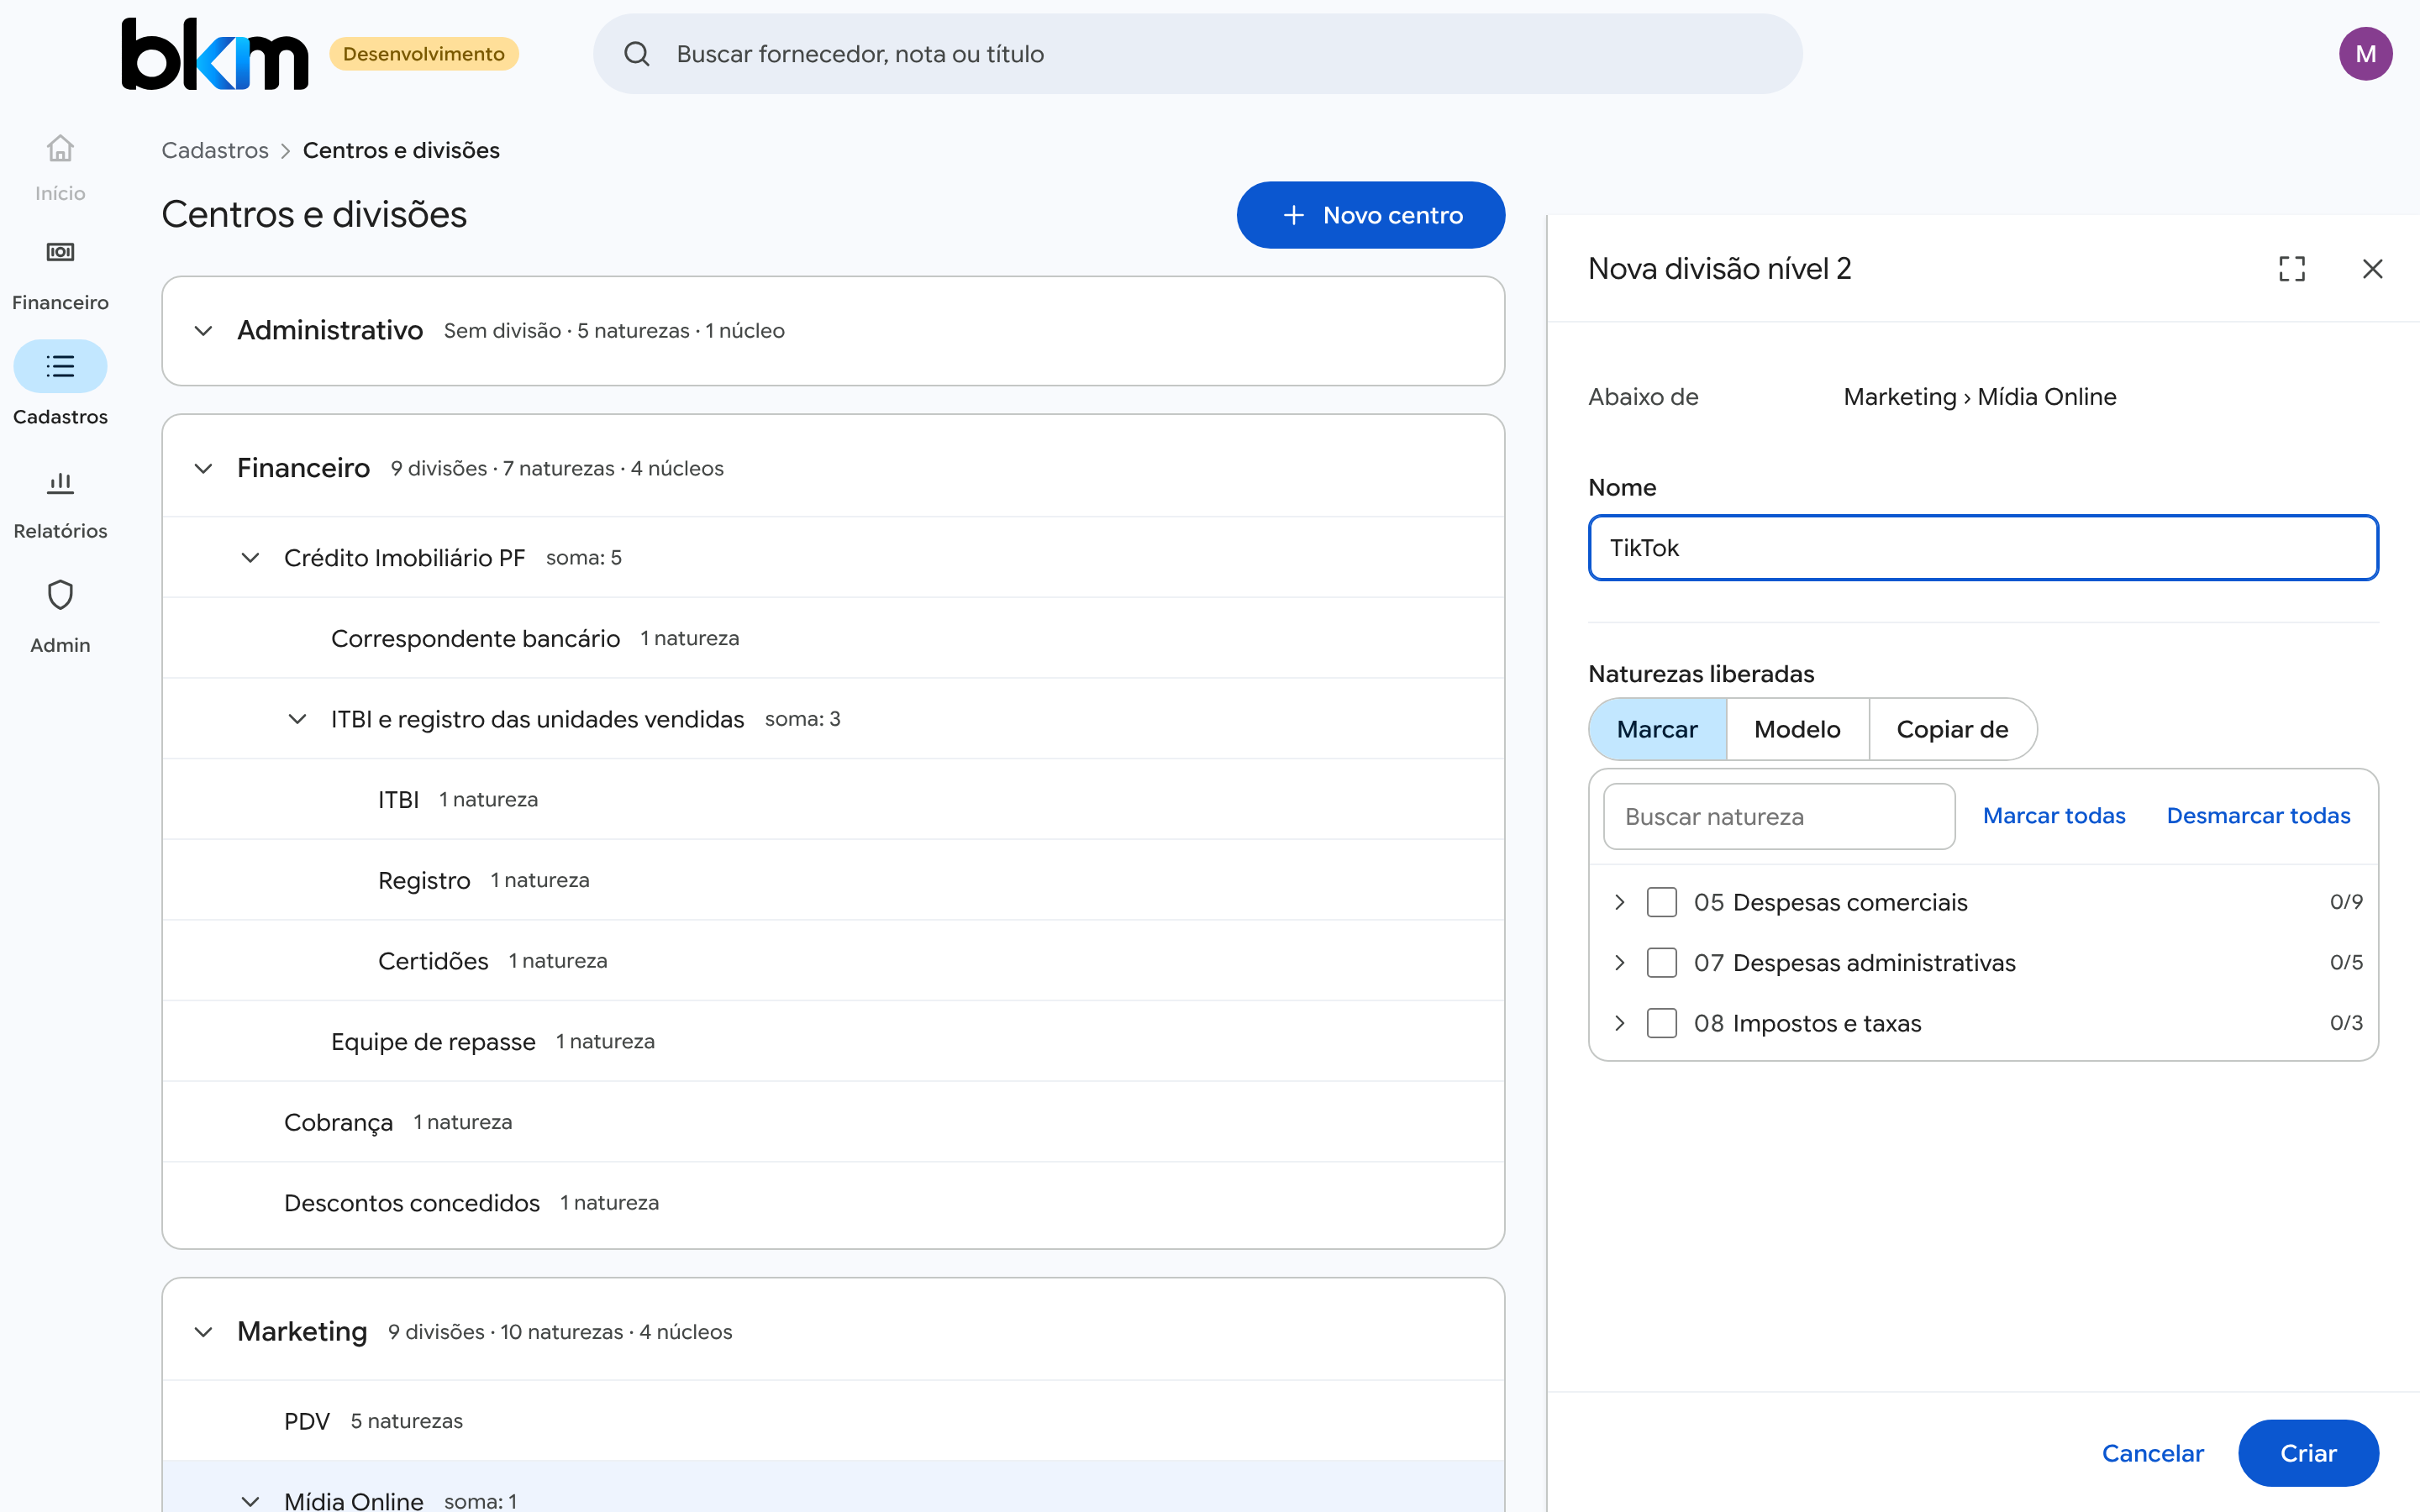 bkm Desenvolvimento Buscar fornecedor, nota ou título M
Início
Financeiro
Cadastros
Relatórios
Admin
Cadastros > Centros e divisões
Centros e divisões
+ Novo centro
Administrativo Sem divisão · 5 naturezas · 1 núcleo
Financeiro 9 divisões · 7 naturezas · 4 núcleos
Crédito Imobiliário PF soma: 5
Correspondente bancário 1 natureza
ITBI e registro das unidades vendidas soma: 3
ITBI 1 natureza
Registro 1 natureza
Certidões 1 natureza
Equipe de repasse 1 natureza
Cobrança 1 natureza
Descontos concedidos 1 natureza
Marketing 9 divisões · 10 naturezas · 4 núcleos
PDV 5 naturezas
Mídia Online soma: 1
Nova divisão nível 2
Abaixo de Marketing › Mídia Online
Nome
TikTok
Naturezas liberadas
Marcar Modelo Copiar de
Buscar natureza Marcar todas Desmarcar todas
05 Despesas comerciais 0/9
07 Despesas administrativas 0/5
08 Impostos e taxas 0/3
Cancelar Criar